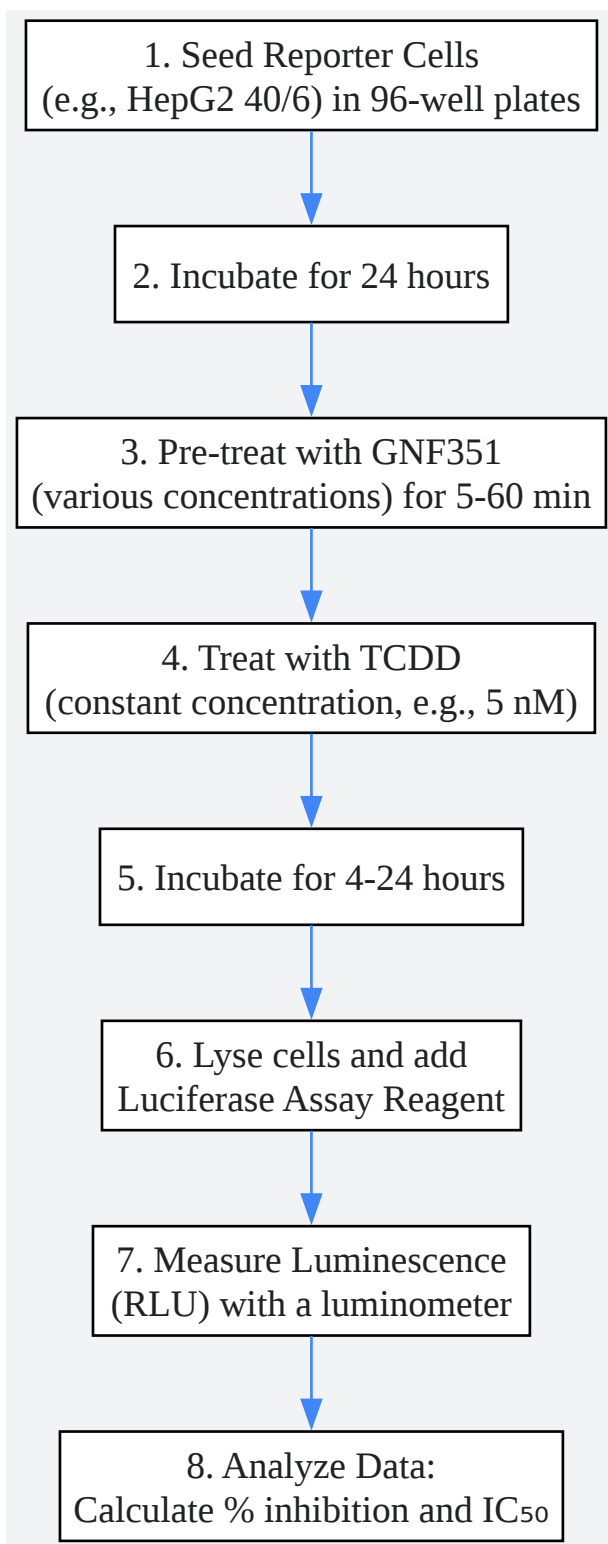 1. Seed Reporter Cells
(e.g., HepG2 40/6) in 96-well plates
2. Incubate for 24 hours
3. Pre-treat with GNF351
(various concentrations) for 5-60 min
4. Treat with TCDD
(constant concentration, e.g., 5 nM)
5. Incubate for 4-24 hours
6. Lyse cells and add
Luciferase Assay Reagent
7. Measure Luminescence
(RLU) with a luminometer
8. Analyze Data:
Calculate % inhibition and IC₅₀